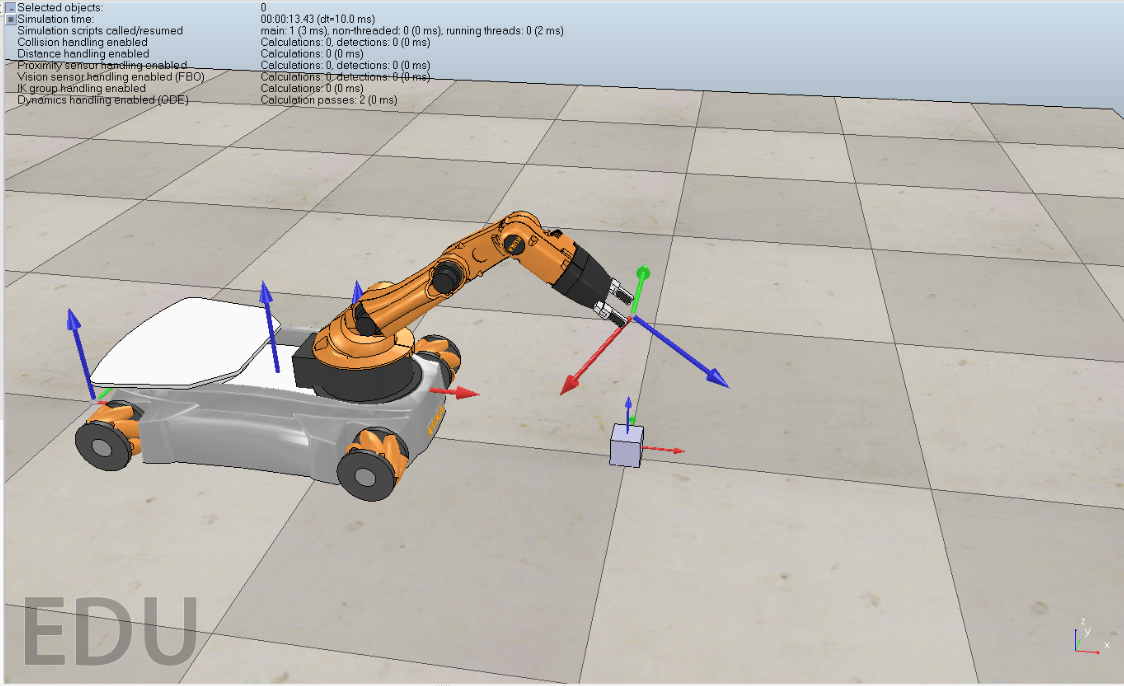 Selected objects: 0
Simulation time: 00:00:13.43 (dt=10.0 ms)
Simulation scripts called/resumed main: 1 (3 ms), non-threaded: 0 (0 ms), running threads: 0 (2 ms)
Collision handling enabled Calculations: 0, detections: 0 (0 ms)
Distance handling enabled Calculations: 0 (0 ms)
Proximity sensor handling enabled Calculations: 0, detections: 0 (0 ms)
Vision sensor handling enabled (FBO) Calculations: 0, detections: 0 (0 ms)
IK group handling enabled Calculations: 0 (0 ms)
Dynamics handling enabled (ODE) Calculation passes: 2 (0 ms)
KUKA
EDU
z
y
x